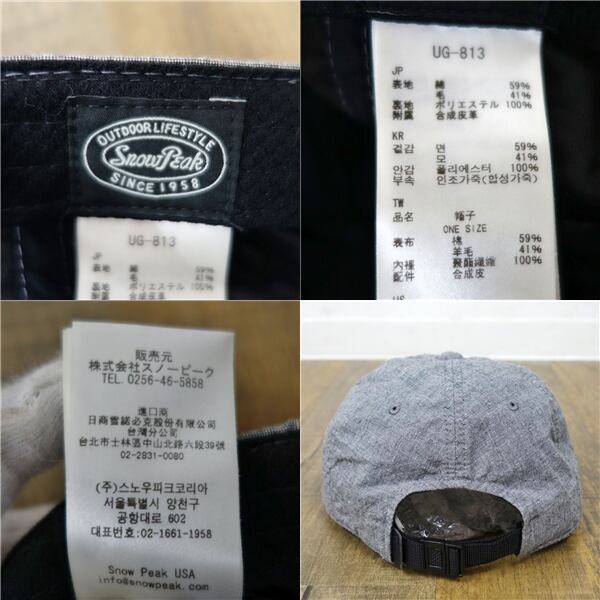 OUTDOOR LIFESTYLE
Snow Peak
SINCE 1958
UG-813
JP
表地 綿 59%
毛 41%
裏地 ポリエステル 100%
附属 合成皮革
UG-813
JP
表地 綿 59%
毛 41%
裏地 ポリエステル 100%
附属 合成皮革
KR
겉감 면 59%
모 41%
안감 폴리에스터 100%
부속 인조가죽(합성가죽)
TW
品名 帽子
ONE SIZE
表布 棉 59%
羊毛 41%
內裡 聚酯纖維 100%
配件 合成皮
販売元
株式会社スノーピーク
TEL. 0256-46-5858
進口商
日商雪諾必克股份有限公司
台灣分公司
台北市士林區中山北路六段39號
02-2831-0080
(주)스노우피크코리아
서울특별시 양천구
공항대로 602
대표번호: 02-1661-1958
Snow Peak USA
info@snowpeak.com